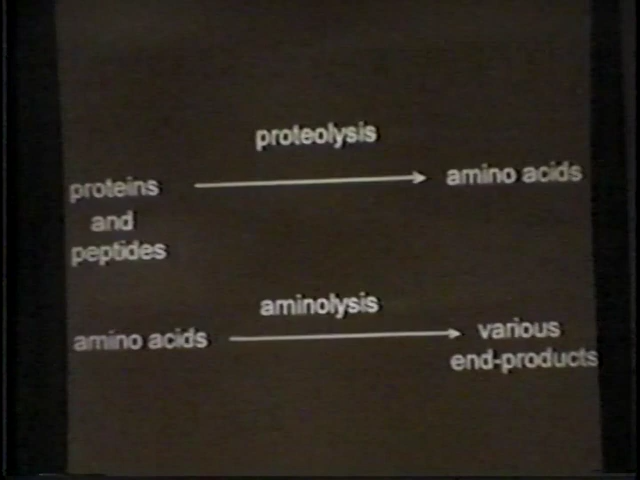 proteolysis
proteins
and
peptides
amino acids
aminolysis
amino acids
various
end-products